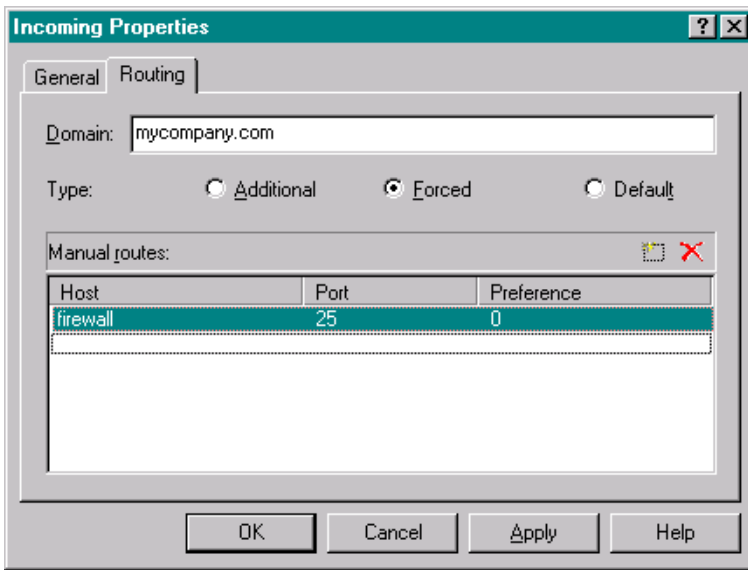 Incoming Properties
General Routing
Domain: mycompany.com
Type: Additional Forced Default
Manual routes:
Host Port Preference
firewall 25 0
OK Cancel Apply Help